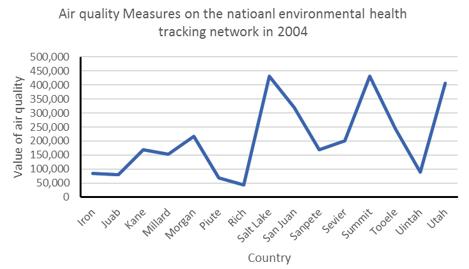 Air quality Measures on the natioanl environmental health
tracking network in 2004
Value of air quality
500,000
450,000
400,000
350,000
300,000
250,000
200,000
150,000
100,000
50,000
0
Iron
Juab
Kane
Millard
Morgan
Piute
Rich
Salt Lake
San Juan
Sanpete
Sevier
Summit
Tooele
Uintah
Utah
Country